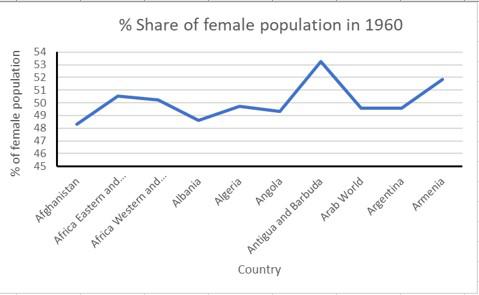 % Share of female population in 1960
% of female population
54
53
52
51
50
49
48
47
46
45
Afghanistan
Africa Eastern and...
Africa Western and...
Albania
Algeria
Angola
Antigua and Barbuda
Arab World
Argentina
Armenia
Country